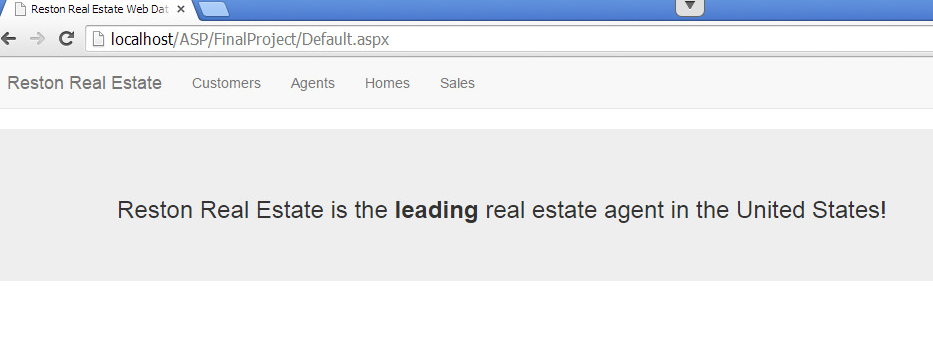 Reston Real Estate Web Dat
localhost/ASP/FinalProject/Default.aspx
Reston Real Estate Customers Agents Homes Sales
Reston Real Estate is the leading real estate agent in the United States!